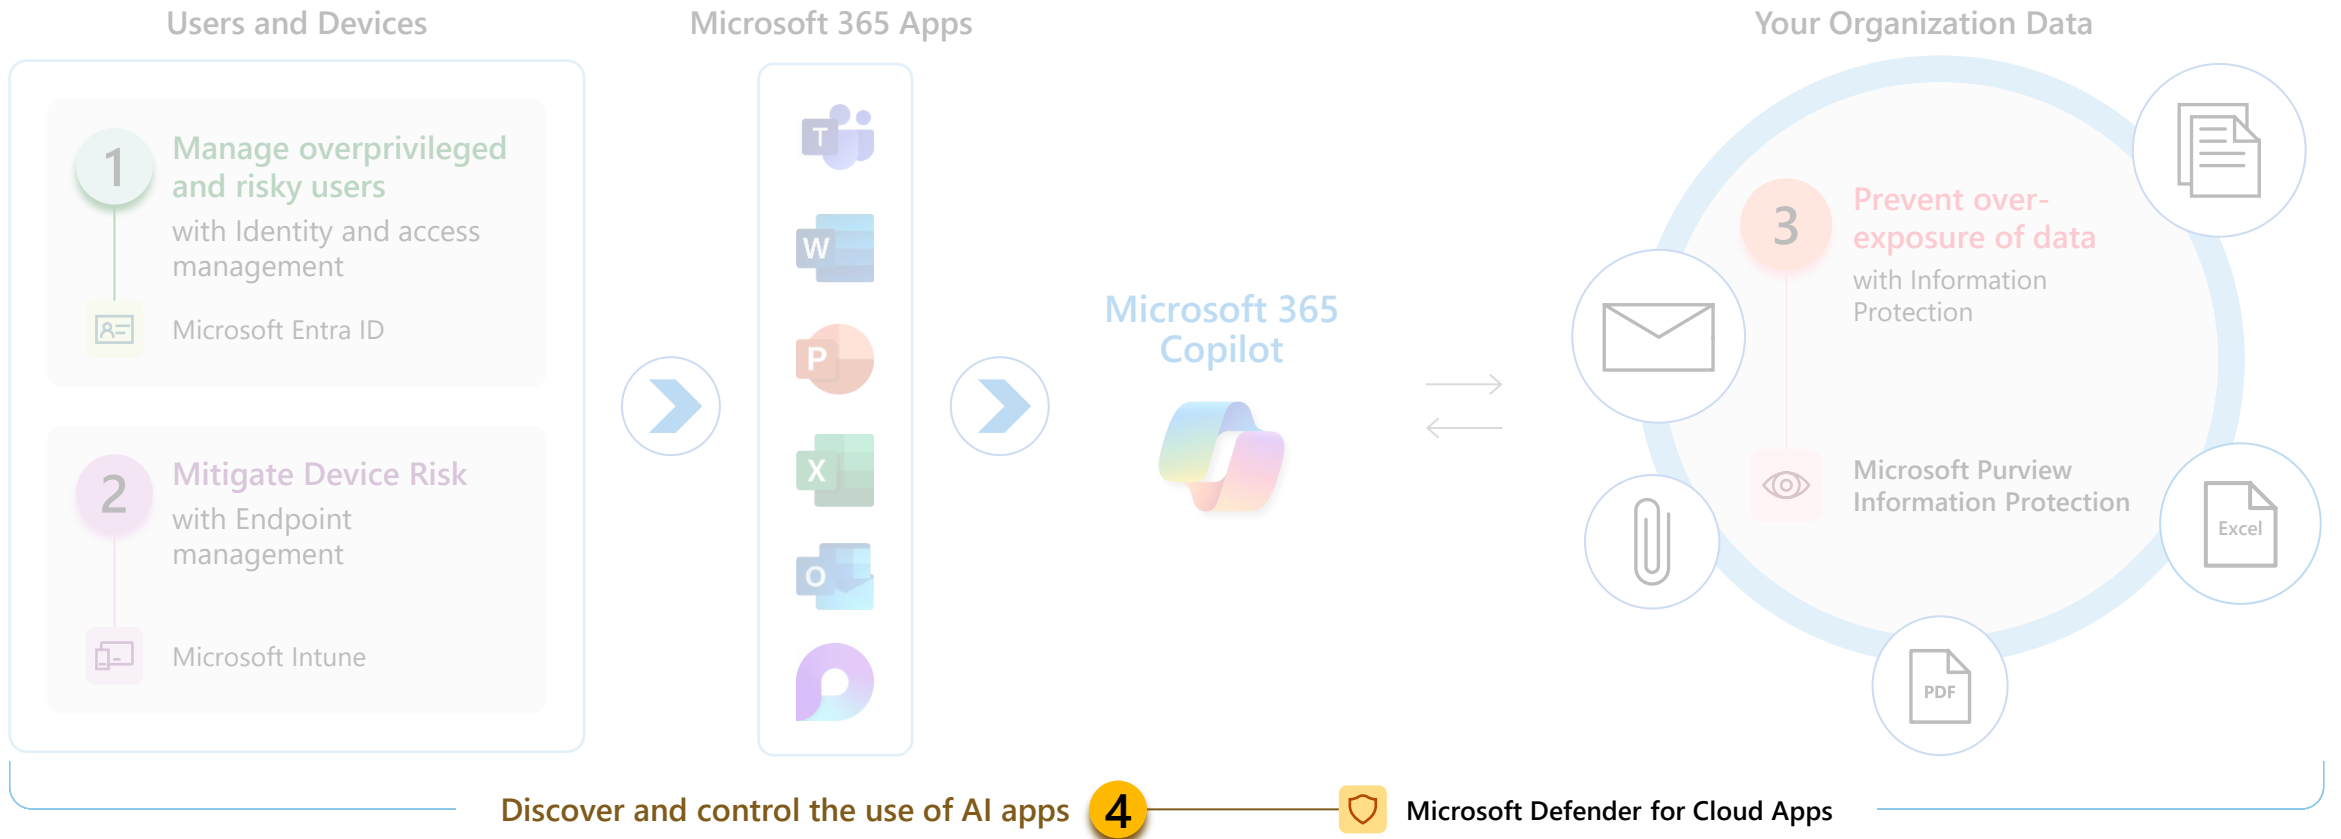 Users and Devices
1
Manage overprivileged
and risky users
with Identity and access
management
Microsoft Entra ID
2
Mitigate Device Risk
with Endpoint
management
Microsoft Intune
Microsoft 365 Apps
T
W
P
X
O
Microsoft 365
Copilot
Your Organization Data
3
Prevent over-
exposure of data
with Information
Protection
Microsoft Purview
Information Protection
Excel
PDF
Discover and control the use of AI apps
4
Microsoft Defender for Cloud Apps